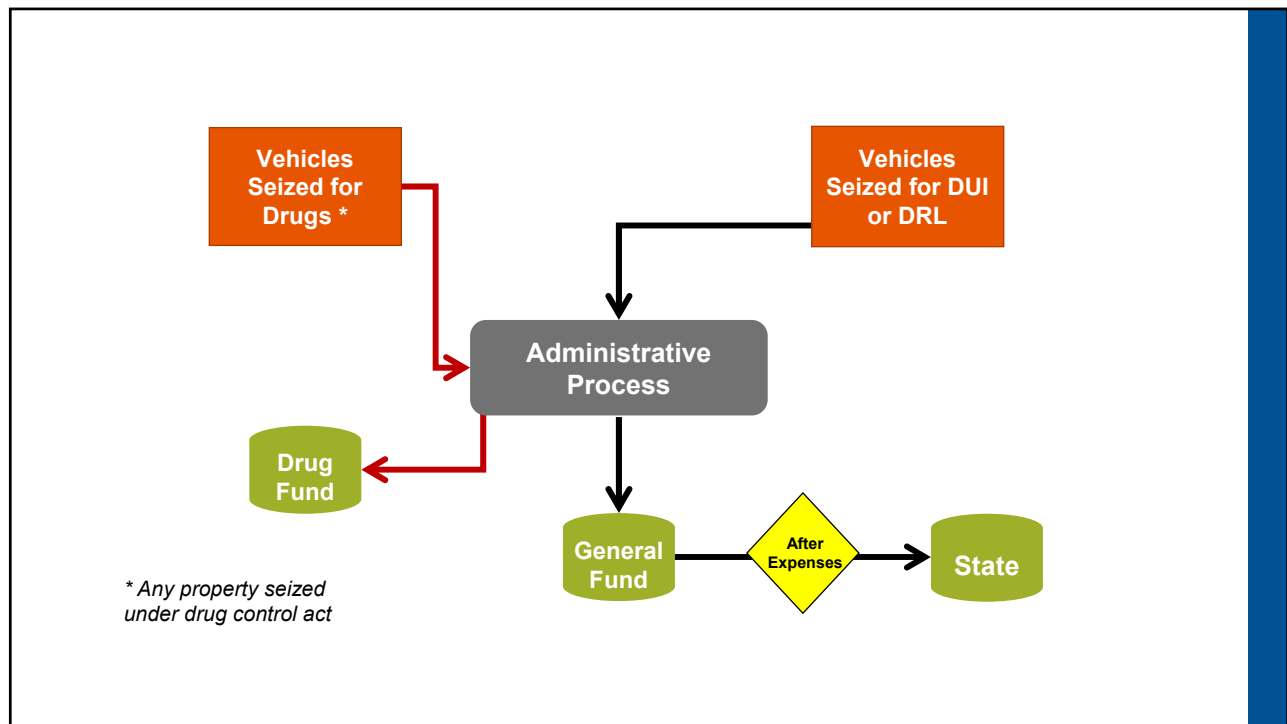 Vehicles
Seized for
Drugs *
Vehicles
Seized for DUI
or DRL
Administrative
Process
Drug
Fund
General
Fund
After
Expenses
State
* Any property seized
under drug control act